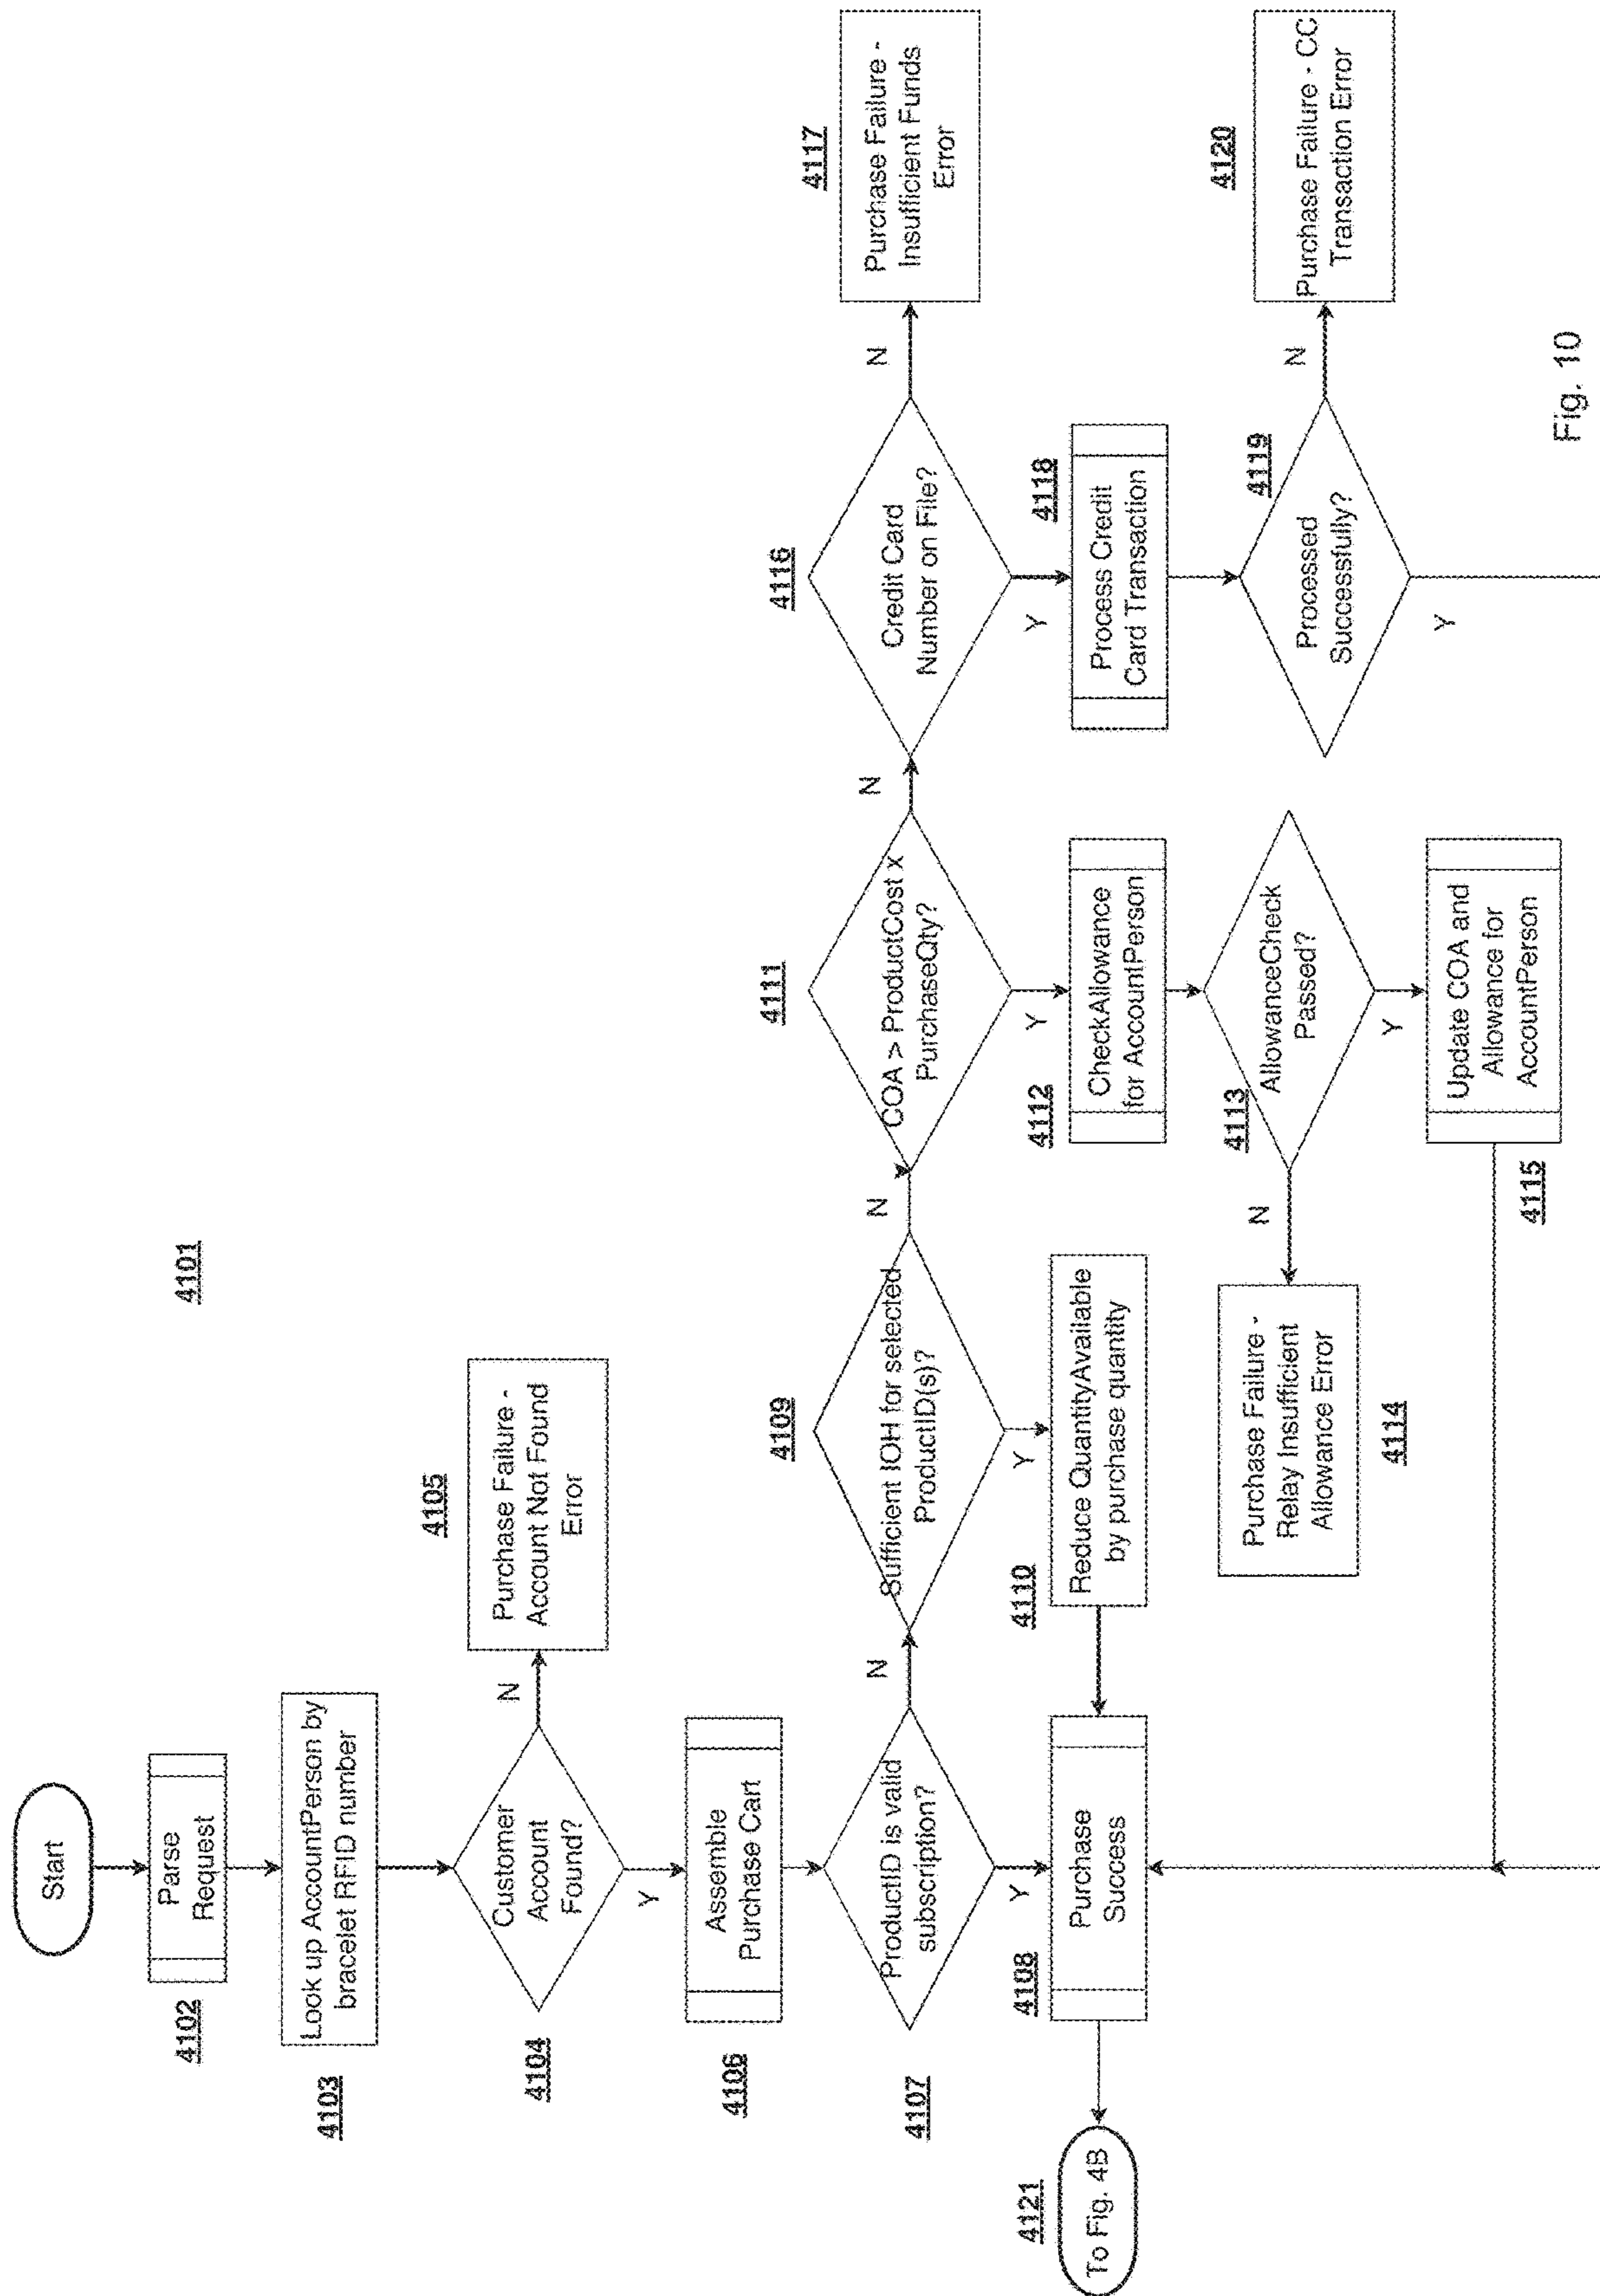 4101
Start
4102
Parse
Request
4103
Look up AccountPerson by
bracelet RFID number
4104
Customer
Account
Found?
N
4105
Purchase Failure -
Account Not Found
Error
Y
4106
Assemble
Purchase Cart
4107
ProductID is valid
subscription?
N
Y
4108
Purchase
Success
4121
To Fig. 4B
4109
Sufficient IOH for selected
ProductID(s)?
N
Y
4110
Reduce QuantityAvailable
by purchase quantity
4111
COA > ProductCost x
PurchaseQty?
N
Y
4112
CheckAllowance
for AccountPerson
4113
AllowanceCheck
Passed?
N
4114
Purchase Failure -
Relay Insufficient
Allowance Error
Y
4115
Update COA and
Allowance for
AccountPerson
4116
Credit Card
Number on File?
N
4117
Purchase Failure -
Insufficient Funds
Error
Y
4118
Process Credit
Card Transaction
4119
Processed
Successfully?
N
4120
Purchase Failure - CC
Transaction Error
Y
Fig. 10